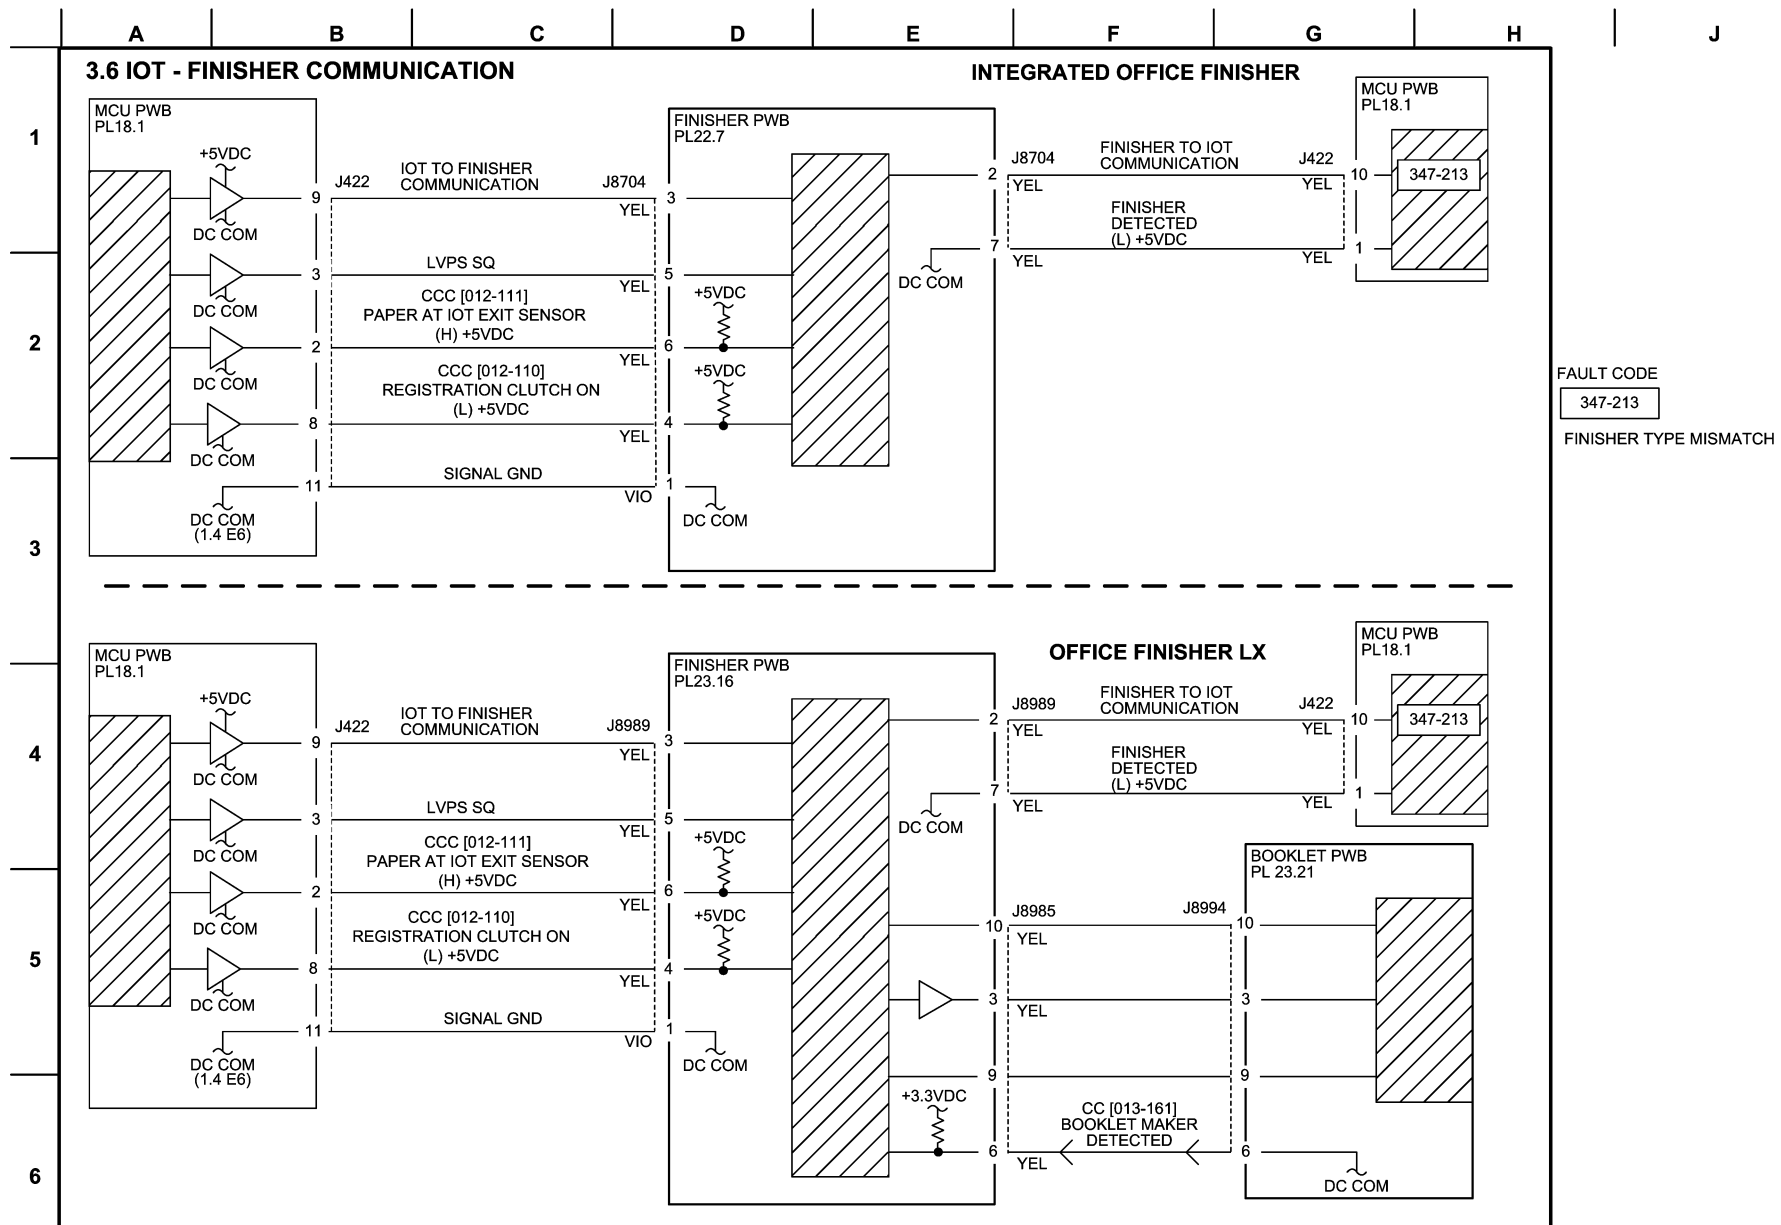 A B C D E F G H J
3.6 IOT - FINISHER COMMUNICATION
INTEGRATED OFFICE FINISHER
1
2
3
4
5
6
MCU PWB
PL18.1
+5VDC
DC COM
DC COM
DC COM
DC COM
DC COM
(1.4 E6)
9
3
2
8
11
J422
IOT TO FINISHER
COMMUNICATION
J8704
YEL
LVPS SQ
YEL
CCC [012-111]
PAPER AT IOT EXIT SENSOR
(H) +5VDC
YEL
CCC [012-110]
REGISTRATION CLUTCH ON
(L) +5VDC
YEL
SIGNAL GND
VIO
FINISHER PWB
PL22.7
3
5
6
4
1
+5VDC
+5VDC
DC COM
DC COM
2
7
J8704
YEL
FINISHER TO IOT
COMMUNICATION
J422
YEL
FINISHER
DETECTED
(L) +5VDC
YEL
YEL
MCU PWB
PL18.1
10
347-213
1
FAULT CODE
347-213
FINISHER TYPE MISMATCH
OFFICE FINISHER LX
MCU PWB
PL18.1
+5VDC
DC COM
DC COM
DC COM
DC COM
DC COM
(1.4 E6)
9
3
2
8
11
J422
IOT TO FINISHER
COMMUNICATION
J8989
YEL
LVPS SQ
YEL
CCC [012-111]
PAPER AT IOT EXIT SENSOR
(H) +5VDC
YEL
CCC [012-110]
REGISTRATION CLUTCH ON
(L) +5VDC
YEL
SIGNAL GND
VIO
FINISHER PWB
PL23.16
3
5
6
4
1
+5VDC
+5VDC
DC COM
DC COM
2
7
J8989
YEL
FINISHER TO IOT
COMMUNICATION
J422
YEL
FINISHER
DETECTED
(L) +5VDC
YEL
YEL
MCU PWB
PL18.1
10
347-213
1
BOOKLET PWB
PL 23.21
10
J8985
YEL
J8994
10
3
YEL
3
9
9
+3.3VDC
6
YEL
CC [013-161]
BOOKLET MAKER
DETECTED
6
DC COM